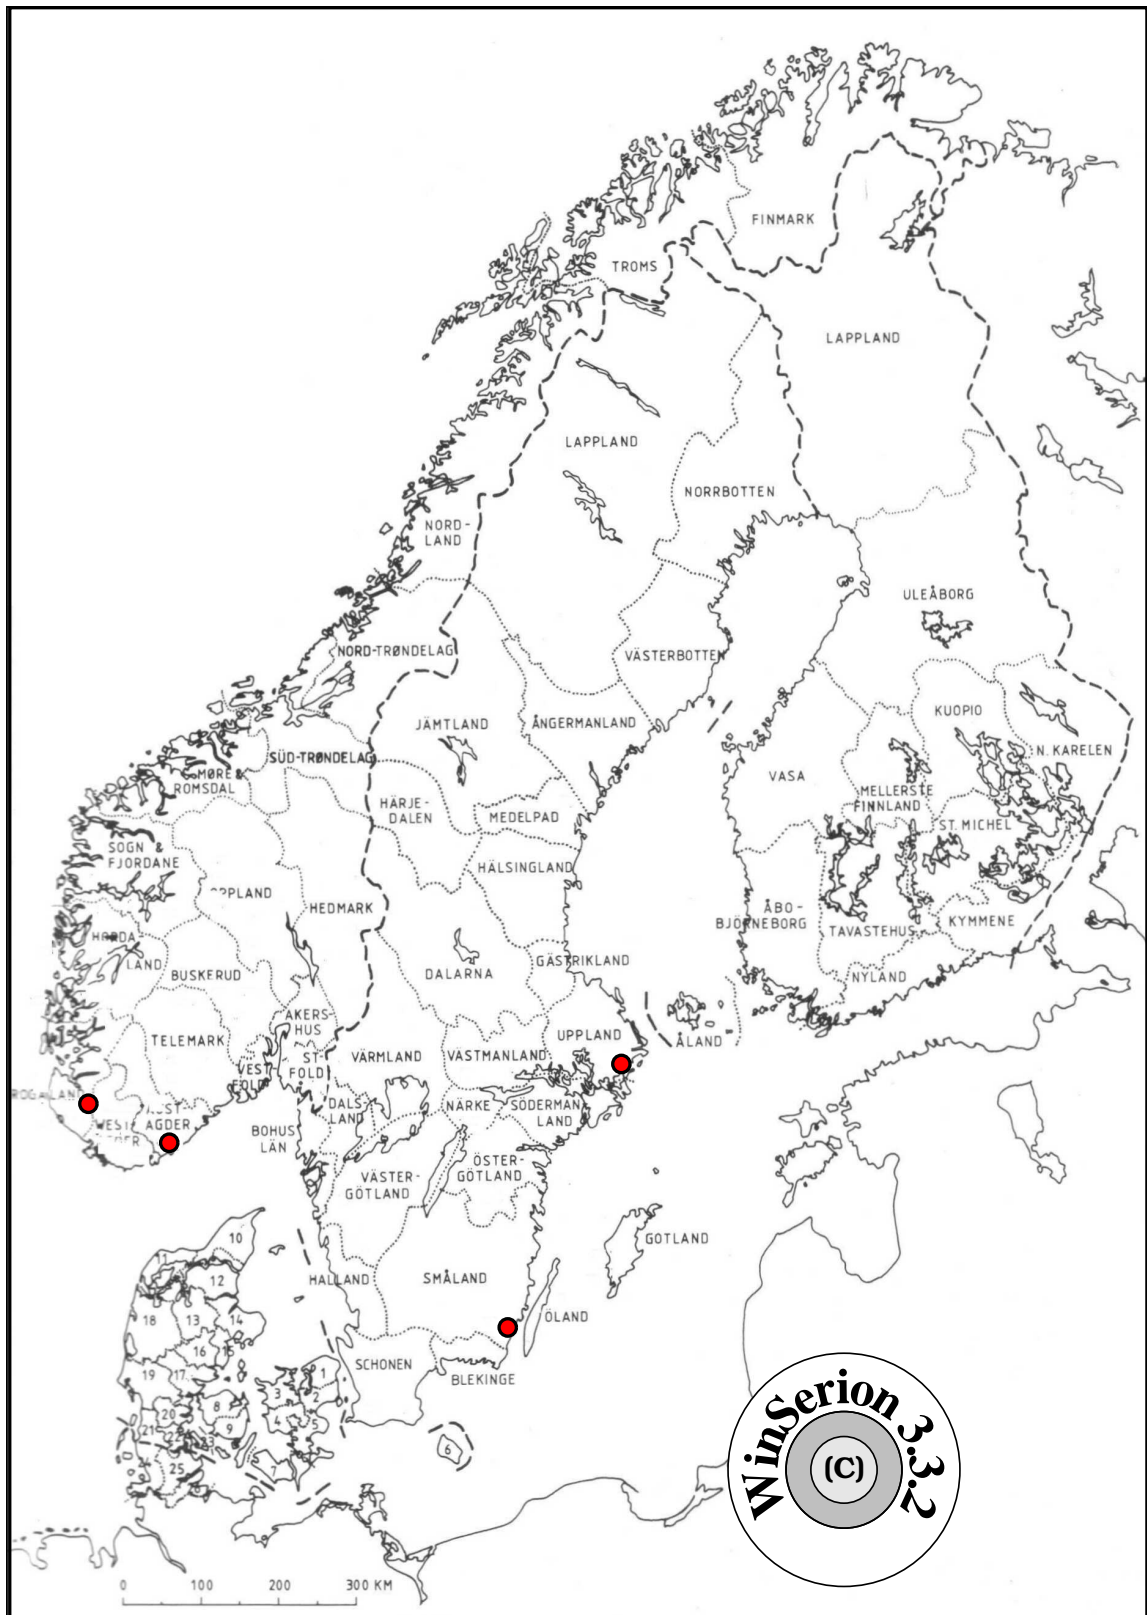 FINMARK
TROMS
LAPPLAND
LAPPLAND
NORRBOTTEN
NORD-
LAND
ULEÅBORG
NORD-TRØNDELAG
VÄSTERBOTTEN
JÄMTLAND
ÅNGERMANLAND
KUOPIO
N. KARELEN
SÜD-TRØNDELAG
MØRE &
ROMSDAL
VASA
HÄRJE-
DALEN
MEDELPAD
MELLERSTE
FINNLAND
ST. MICHEL
SOGN &
FJORDANE
HÄLSINGLAND
HEDMARK
ÅBO-
BJÖRNEBORG
TAVASTEHUS
KYMMENE
LAND
BUSKERUD
DALARNA
GÄSTRIKLAND
NYLAND
AKERS-
HUS
TELEMARK
UPPLAND
ÅLAND
VÄRMLAND
VÄSTMANLAND
ST-
FOLD
VEST
FOLD
DALS-
LAND
NÄRKE
SÖDERMAN
LAND
AGDER
BOHUS
LÄN
VÄSTER-
GÖTLAND
ÖSTER-
GÖTLAND
GOTLAND
10
11
12
HALLAND
SMÅLAND
ÖLAND
18
13
14
16
15
19
17
SCHONEN
BLEKINGE
1
2
3
4
5
8
9
20
21
22
23
6
7
24
25
WinSerion 3.3.2
(C)
0 100 200 300 KM